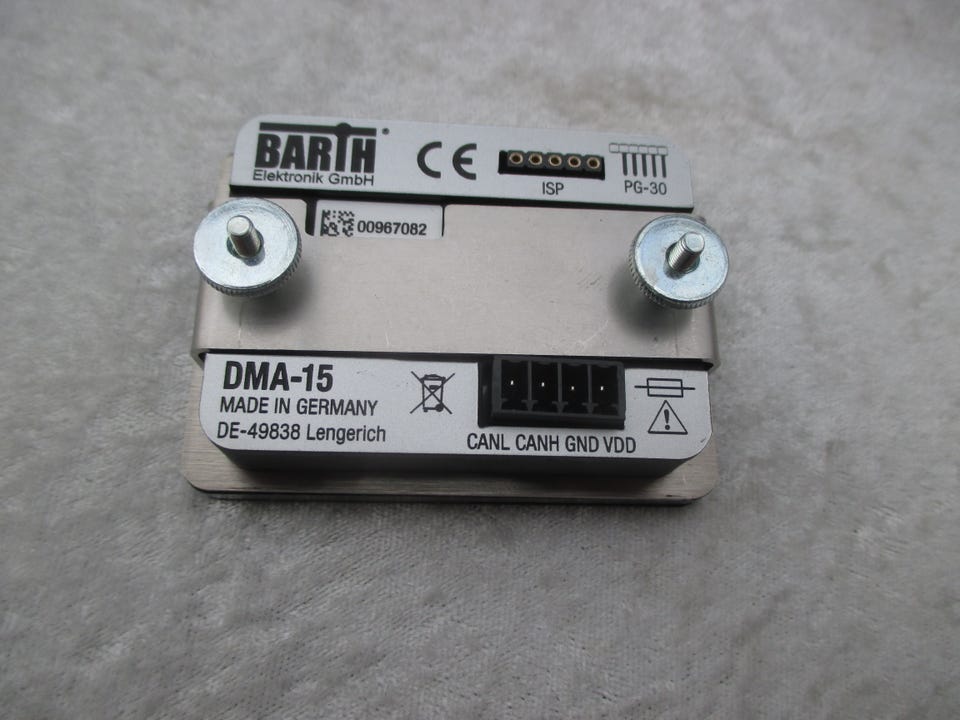 BARTH®
Elektronik GmbH
CE
ISP
PG-30
00967082
DMA-15
MADE IN GERMANY
DE-49838 Lengerich
CANL CANH GND VDD